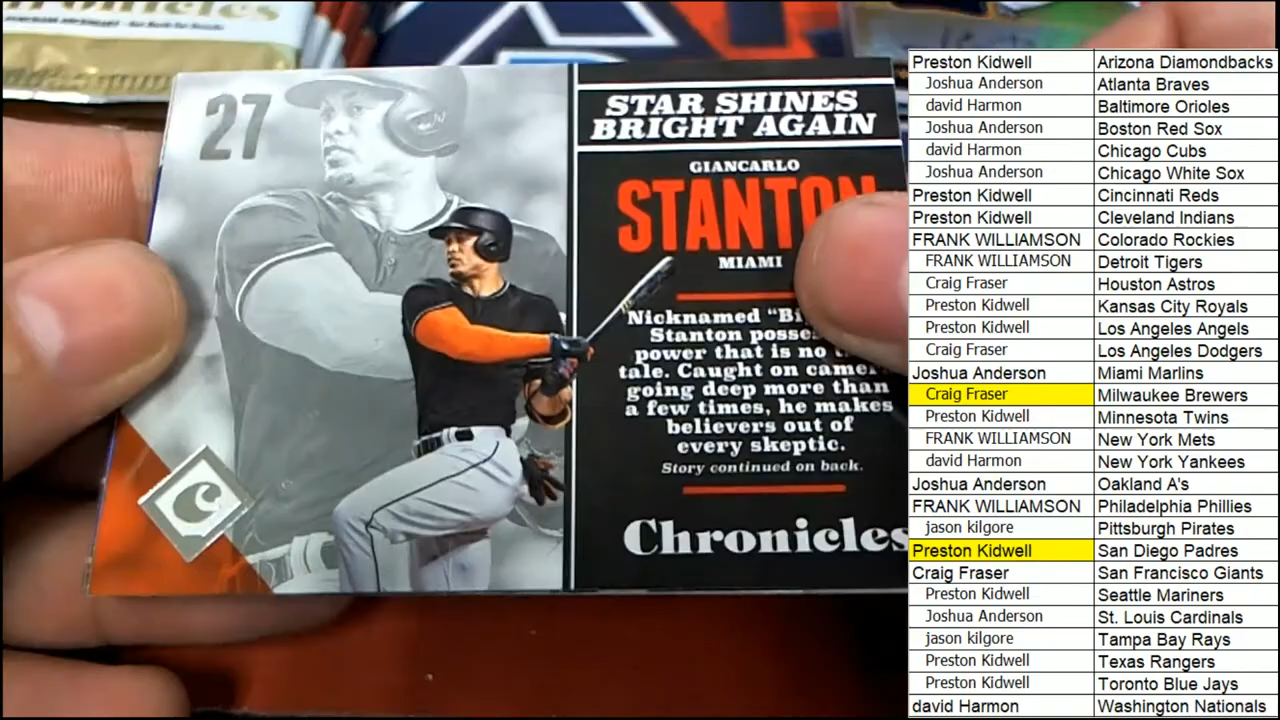 27
STAR SHINES
BRIGHT AGAIN
GIANCARLO
STANTON
MIAMI
Nicknamed "Bi
Stanton posse
power that is no
tale. Caught on camer
going deep more than
a few times, he makes
believers out of
every skeptic.
Story continued on back.
Chronicles
C
Preston Kidwell Arizona Diamondbacks
Joshua Anderson Atlanta Braves
david Harmon Baltimore Orioles
Joshua Anderson Boston Red Sox
david Harmon Chicago Cubs
Joshua Anderson Chicago White Sox
Preston Kidwell Cincinnati Reds
Preston Kidwell Cleveland Indians
FRANK WILLIAMSON Colorado Rockies
FRANK WILLIAMSON Detroit Tigers
Craig Fraser Houston Astros
Preston Kidwell Kansas City Royals
Preston Kidwell Los Angeles Angels
Craig Fraser Los Angeles Dodgers
Joshua Anderson Miami Marlins
Craig Fraser Milwaukee Brewers
Preston Kidwell Minnesota Twins
FRANK WILLIAMSON New York Mets
david Harmon New York Yankees
Joshua Anderson Oakland A's
FRANK WILLIAMSON Philadelphia Phillies
jason kilgore Pittsburgh Pirates
Preston Kidwell San Diego Padres
Craig Fraser San Francisco Giants
Preston Kidwell Seattle Mariners
Joshua Anderson St. Louis Cardinals
jason kilgore Tampa Bay Rays
Preston Kidwell Texas Rangers
Preston Kidwell Toronto Blue Jays
david Harmon Washington Nationals